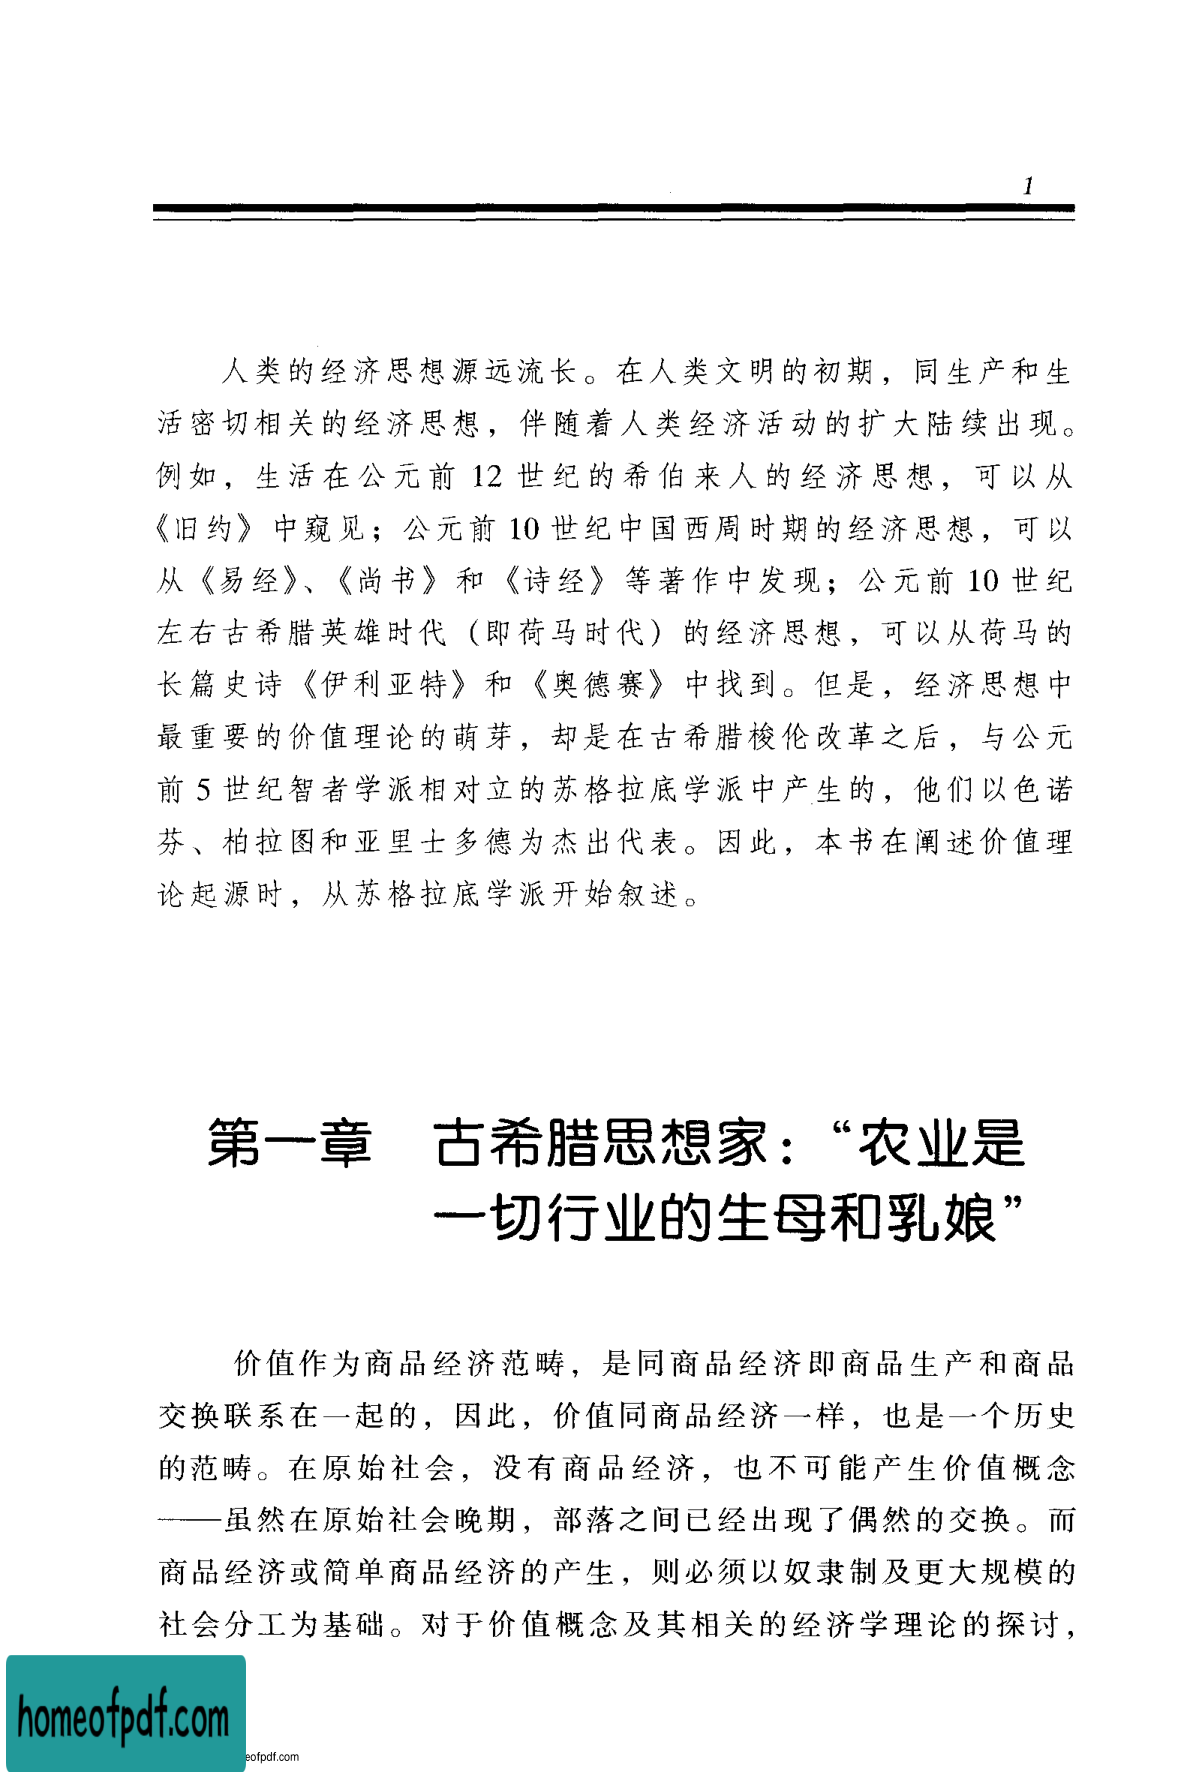 1
人类的经济思想源远流长。在人类文明的初期，同生产和生
活密切相关的经济思想，伴随着人类经济活动的扩大陆续出现。
例如，生活在公元前 12 世纪的希伯来人的经济思想，可以从
《旧约》中窥见；公元前 10 世纪中国西周时期的经济思想，可以
从《易经》、《尚书》和《诗经》等著作中发现；公元前 10 世纪
左右古希腊英雄时代（即荷马时代）的经济思想，可以从荷马的
长篇史诗《伊利亚特》和《奥德赛》中找到。但是，经济思想中
最重要的价值理论的萌芽，却是在古希腊梭伦改革之后，与公元
前 5 世纪智者学派相对立的苏格拉底学派中产生的，他们以色诺
芬、柏拉图和亚里士多德为杰出代表。因此，本书在阐述价值理
论起源时，从苏格拉底学派开始叙述。
第一章　古希腊思想家：“农业是
一切行业的生母和乳娘”
价值作为商品经济范畴，是同商品经济即商品生产和商品
交换联系在一起的，因此，价值同商品经济一样，也是一个历史
的范畴。在原始社会，没有商品经济，也不可能产生价值概念
——虽然在原始社会晚期，部落之间已经出现了偶然的交换。而
商品经济或简单商品经济的产生，则必须以奴隶制及更大规模的
社会分工为基础。对于价值概念及其相关的经济学理论的探讨，
homeofpdf.com
eofpdf.com